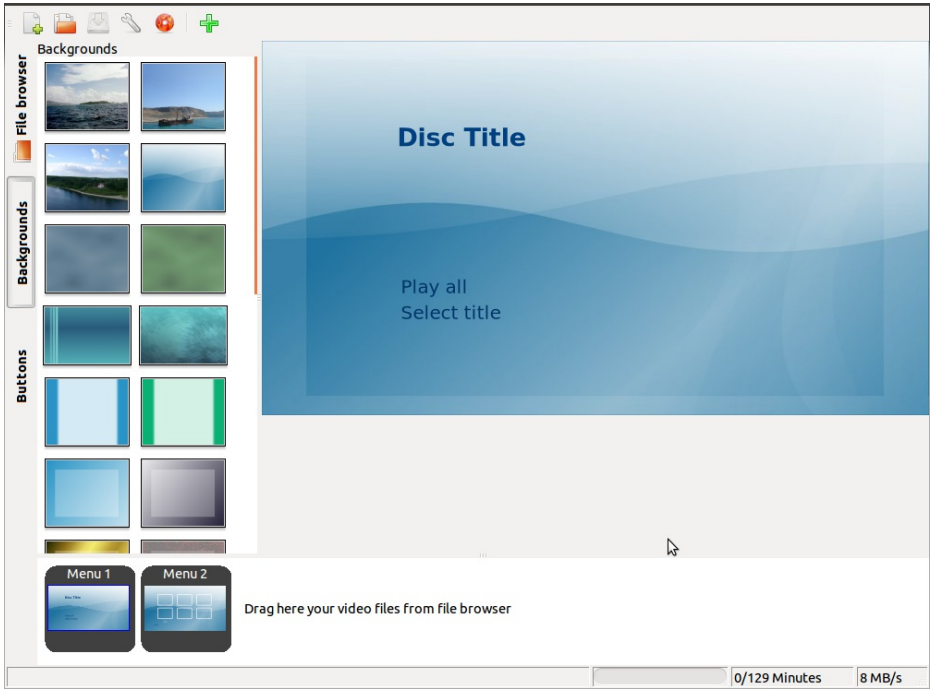 Backgrounds
File browser
Backgrounds
Buttons
Disc Title
Play all
Select title
Menu 1
Menu 2
Drag here your video files from file browser
0/129 Minutes
8 MB/s